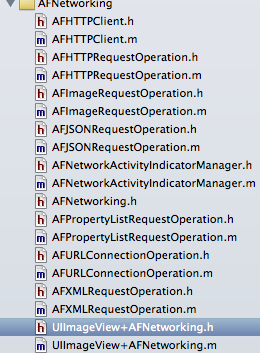 AFNetworking
h AFHTTPClient.h
m AFHTTPClient.m
h AFHTTPRequestOperation.h
m AFHTTPRequestOperation.m
h AFImageRequestOperation.h
m AFImageRequestOperation.m
h AFJSONRequestOperation.h
m AFJSONRequestOperation.m
h AFNetworkActivityIndicatorManager.h
m AFNetworkActivityIndicatorManager.m
h AFNetworking.h
h AFPropertyListRequestOperation.h
m AFPropertyListRequestOperation.m
h AFURLConnectionOperation.h
m AFURLConnectionOperation.m
h AFXMLRequestOperation.h
m AFXMLRequestOperation.m
h UIImageView+AFNetworking.h
m UIImageView+AFNetworking.m